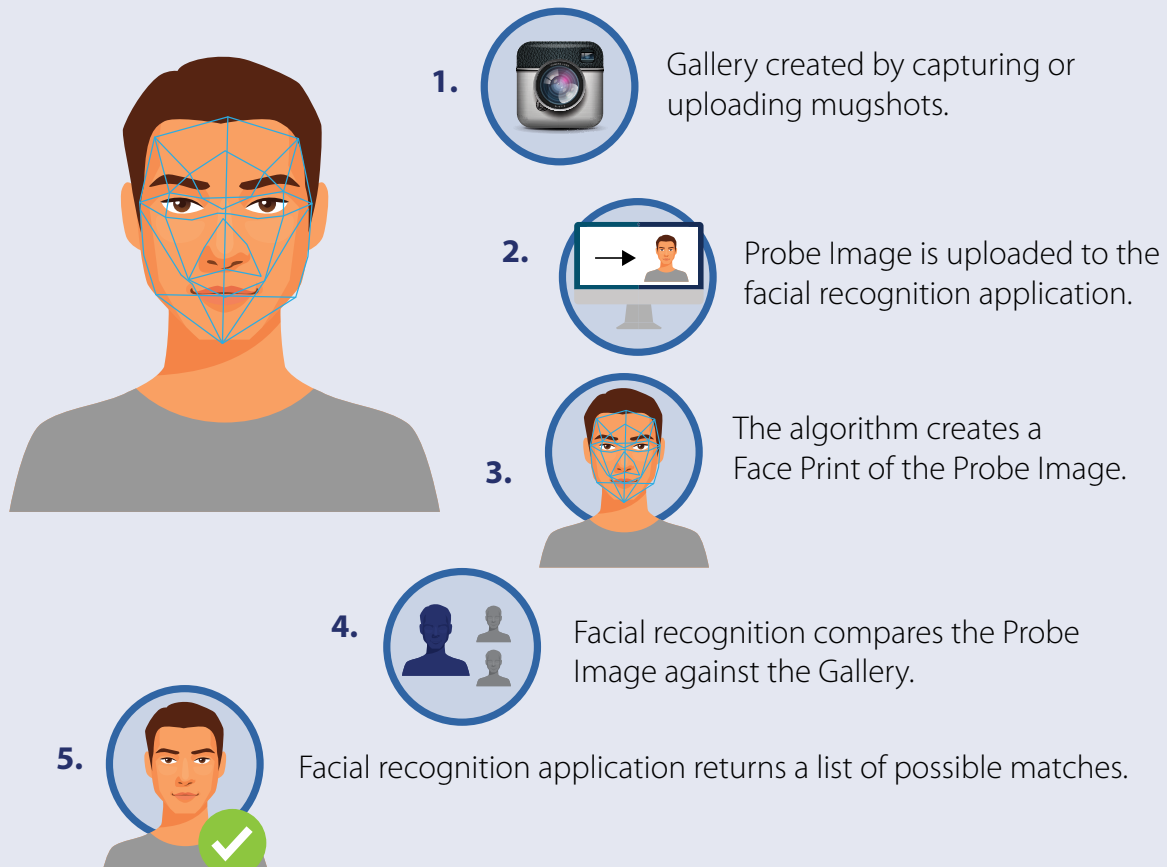 1. Gallery created by capturing or
uploading mugshots.
2. Probe Image is uploaded to the
facial recognition application.
The algorithm creates a
3. Face Print of the Probe Image.
4. Facial recognition compares the Probe
Image against the Gallery.
5. Facial recognition application returns a list of possible matches.